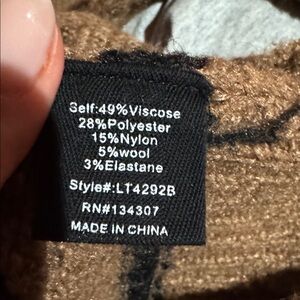 Self:49%Viscose
28%Polyester
15%Nylon
5%wool
3%Elastane
Style#:LT4292B
RN#134307
MADE IN CHINA